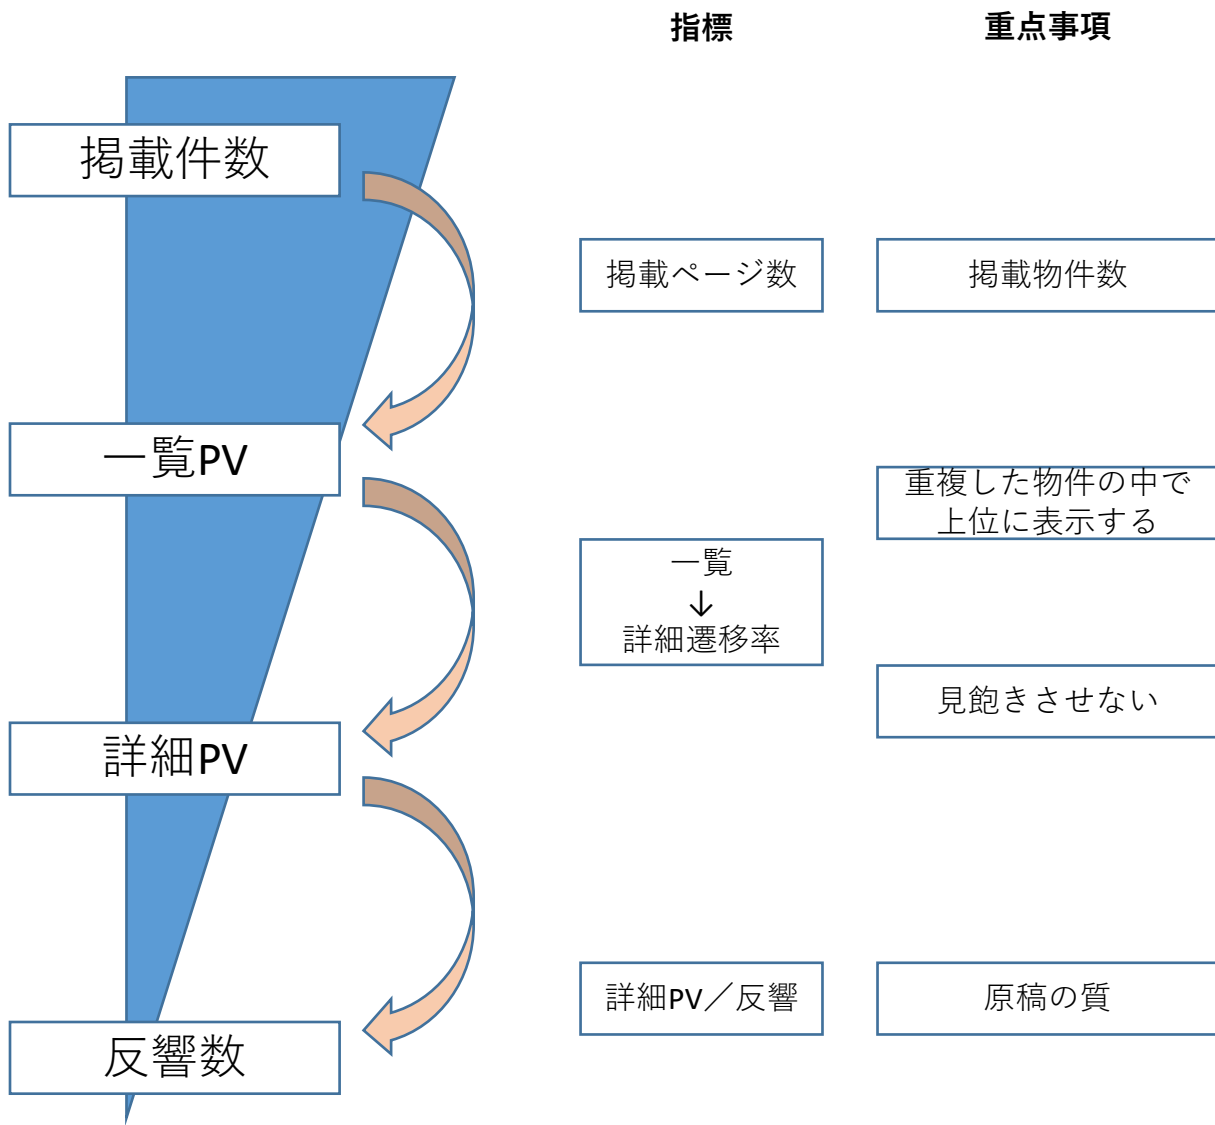 指標
重点事項
掲載件数
掲載ページ数
掲載物件数
一覧PV
重複した物件の中で
上位に表示する
一覧
↓
詳細遷移率
見飽きさせない
詳細PV
詳細PV／反響
原稿の質
反響数